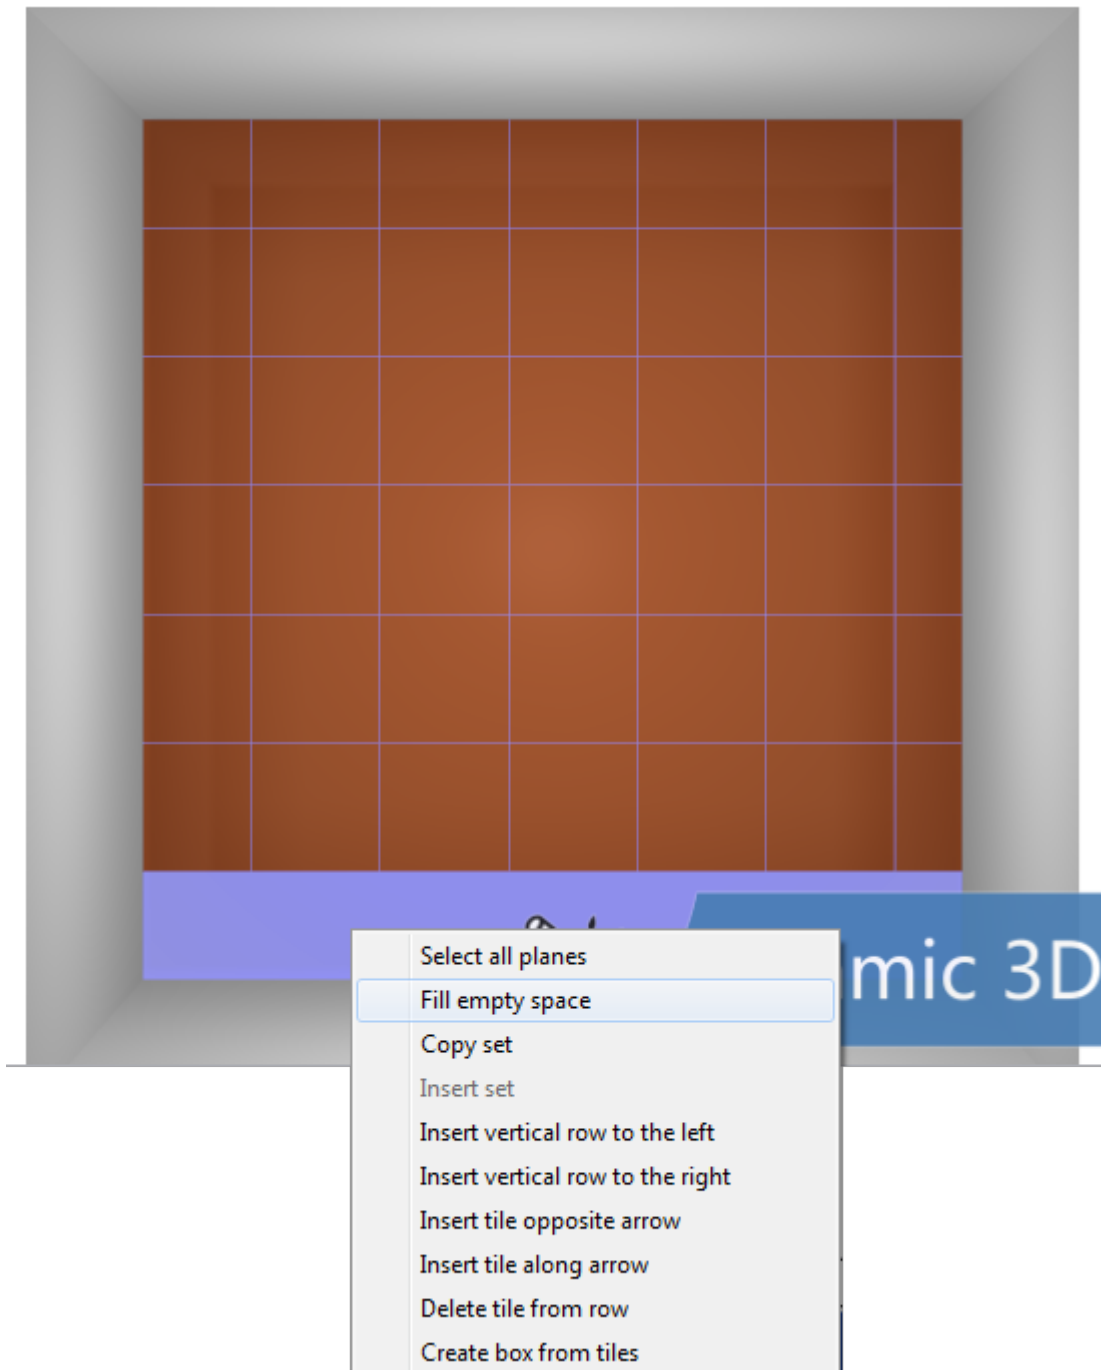 mic 3D
Select all planes
Fill empty space
Copy set
Insert set
Insert vertical row to the left
Insert vertical row to the right
Insert tile opposite arrow
Insert tile along arrow
Delete tile from row
Create box from tiles